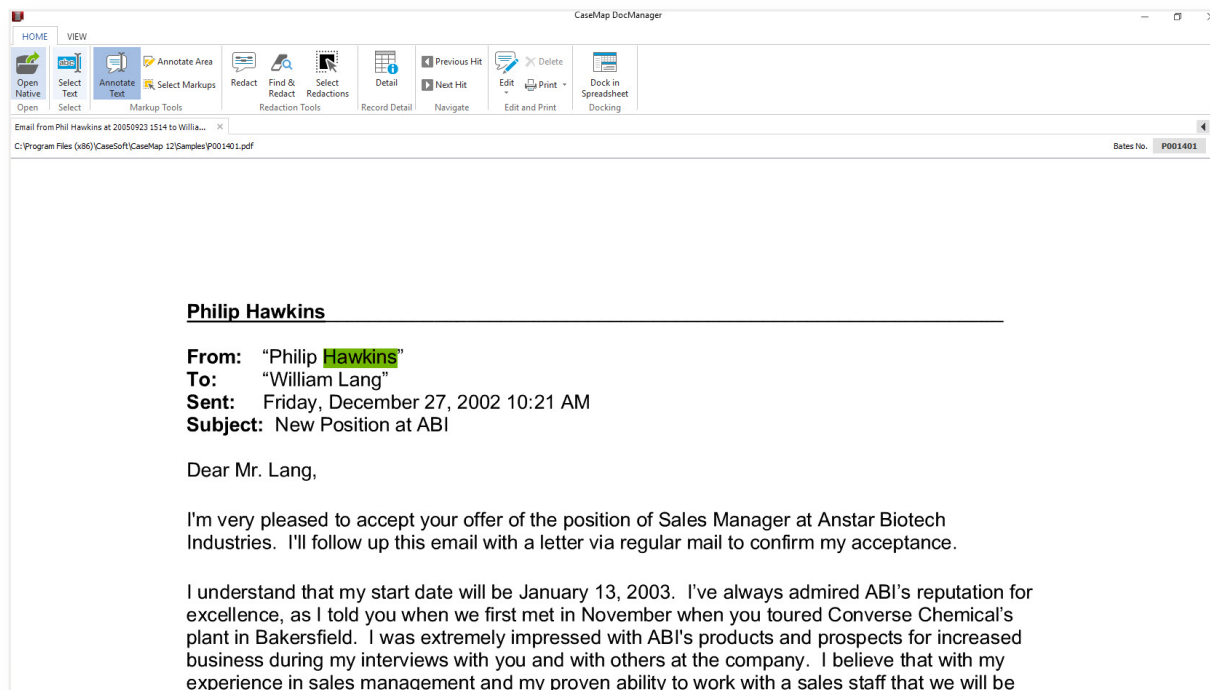 CaseMap DocManager
HOME VIEW
Open Native
Select Text
Annotate Text
Annotate Area
Select Markups
Redact
Find & Redact
Select Redactions
Detail
Previous Hit
Next Hit
Edit
Delete
Print
Dock in Spreadsheet
Open Select Markup Tools Redaction Tools Record Detail Navigate Edit and Print Docking
Email from Phil Hawkins at 20050923 1514 to Willia...
C:\Program Files (x86)\CaseSoft\CaseMap 12\Samples\P001401.pdf Bates No. P001401
Philip Hawkins
From: “Philip Hawkins”
To: “William Lang”
Sent: Friday, December 27, 2002 10:21 AM
Subject: New Position at ABI
Dear Mr. Lang,
I'm very pleased to accept your offer of the position of Sales Manager at Anstar Biotech
Industries. I'll follow up this email with a letter via regular mail to confirm my acceptance.
I understand that my start date will be January 13, 2003. I’ve always admired ABI’s reputation for
excellence, as I told you when we first met in November when you toured Converse Chemical’s
plant in Bakersfield. I was extremely impressed with ABI's products and prospects for increased
business during my interviews with you and with others at the company. I believe that with my
experience in sales management and my proven ability to work with a sales staff that we will be